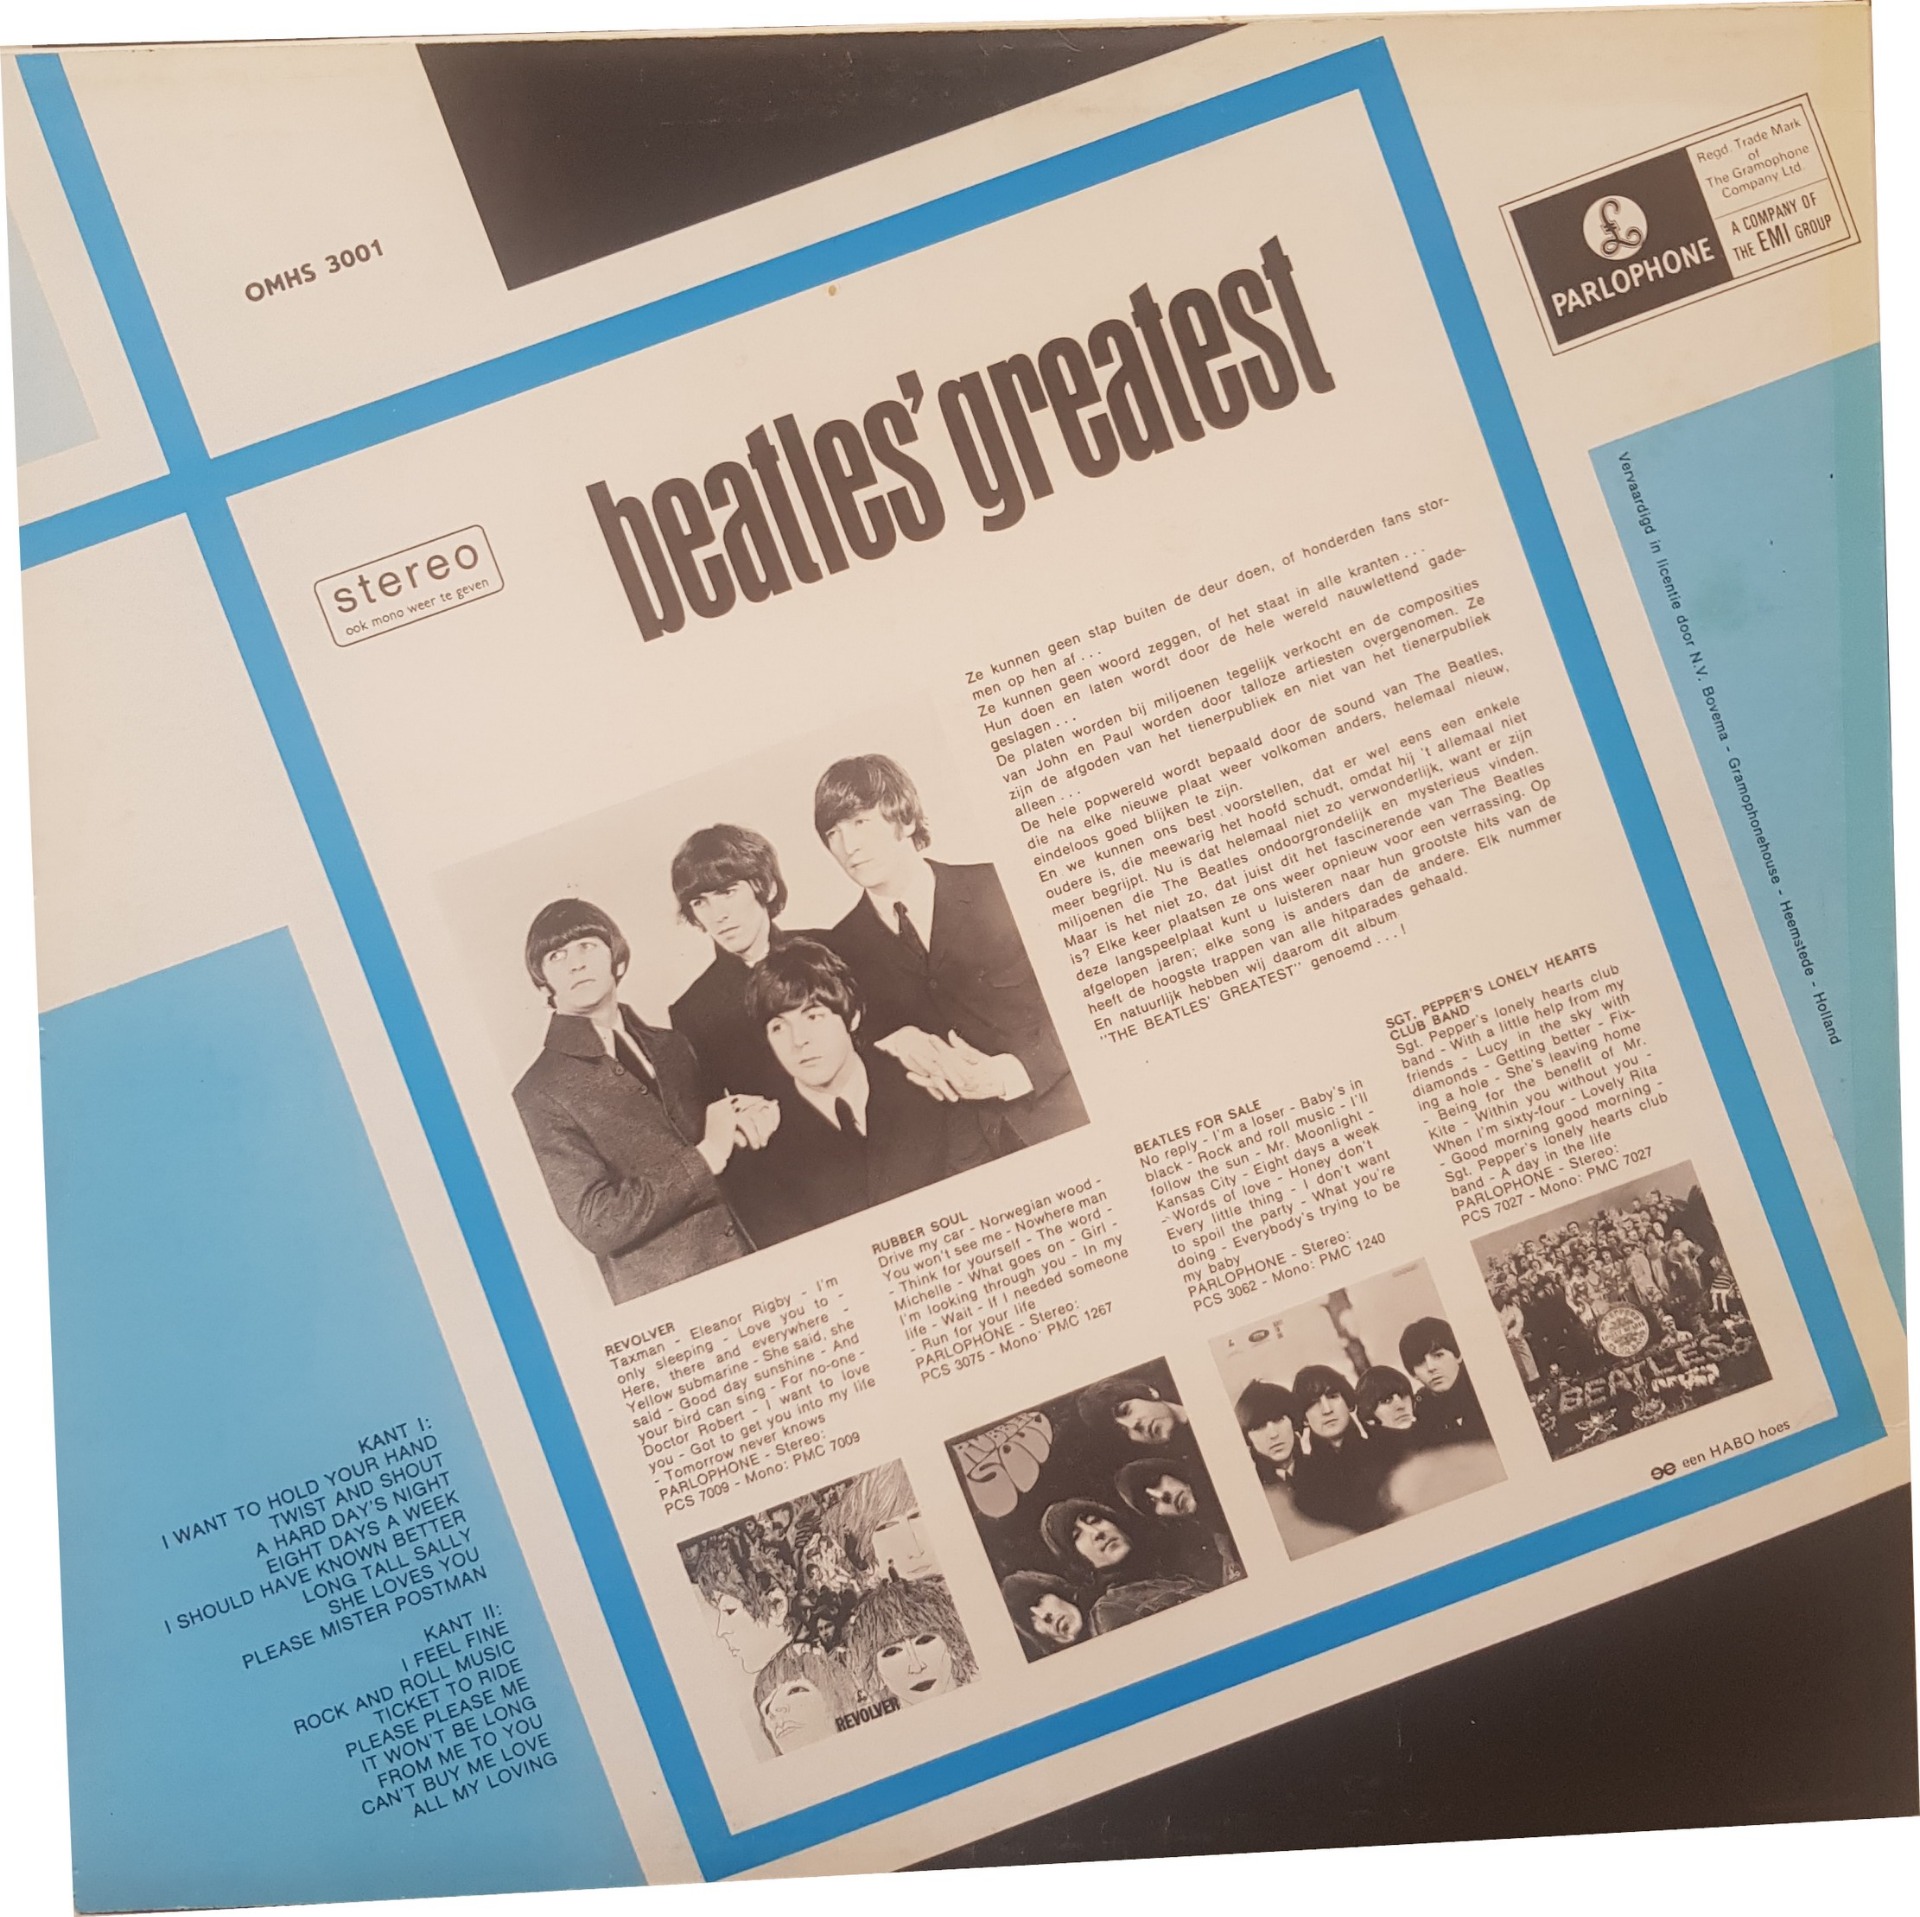 OMHS 3001
PARLOPHONE
Regd. Trade Mark
of
The Gramophone
Company Ltd.
A COMPANY OF
THE EMI GROUP
beatles' greatest
stereo
ook mono weer te geven
Ze kunnen geen stap buiten de deur doen, of honderden fans stor-
men op hen af . . .
Ze kunnen geen woord zeggen, of het staat in alle kranten . . .
Hun doen en laten wordt door de hele wereld nauwlettend gade-
geslagen . . .
De platen worden bij miljoenen tegelijk verkocht en de composities
van John en Paul worden door talloze artiesten overgenomen. Ze
zijn de afgoden van het tienerpubliek en niet van het tienerpubliek
alleen . . .
De hele popwereld wordt bepaald door de sound van The Beatles,
die na elke nieuwe plaat weer volkomen anders, helemaal nieuw,
eindeloos goed blijken te zijn.
En we kunnen ons best voorstellen, dat er wel eens een enkele
oudere is, die meewarig het hoofd schudt, omdat hij 't allemaal niet
meer begrijpt. Nu is dat helemaal niet zo verwonderlijk, want er zijn
miljoenen die The Beatles ondoorgrondelijk en mysterieus vinden.
Maar is het niet zo, dat juist dit het fascinerende van The Beatles
is? Elke keer plaatsen ze ons weer opnieuw voor een verrassing. Op
deze langspeelplaat kunt u luisteren naar hun grootste hits van de
afgelopen jaren; elke song is anders dan de andere. Elk nummer
heeft de hoogste trappen van alle hitparades gehaald.
En natuurlijk hebben wij daarom dit album
"THE BEATLES' GREATEST" genoemd . . . !
Vervaardigd in licentie door N.V. Bovema - Gramophonehouse - Heemstede - Holland
REVOLVER
Taxman - Eleanor Rigby - I'm
only sleeping - Love you to -
Here, there and everywhere -
Yellow submarine - She said, she
said - Good day sunshine - And
your bird can sing - For no-one -
Doctor Robert - I want to love
you - Got to get you into my life
- Tomorrow never knows
PARLOPHONE - Stereo:
PCS 7009 - Mono: PMC 7009
REVOLVER
RUBBER SOUL
Drive my car - Norwegian wood -
You won't see me - Nowhere man
- Think for yourself - The word -
Michelle - What goes on - Girl -
I'm looking through you - In my
life - Wait - If I needed someone
- Run for your life
PARLOPHONE - Stereo:
PCS 3075 - Mono: PMC 1267
RUBBER SOUL
BEATLES FOR SALE
No reply - I'm a loser - Baby's in
black - Rock and roll music - I'll
follow the sun - Mr. Moonlight -
Kansas City - Eight days a week
- Words of love - Honey don't
Every little thing - I don't want
to spoil the party - What you're
doing - Everybody's trying to be
my baby
PARLOPHONE - Stereo:
PCS 3062 - Mono: PMC 1240
SGT. PEPPER'S LONELY HEARTS
CLUB BAND
Sgt. Pepper's lonely hearts club
band - With a little help from my
friends - Lucy in the sky with
diamonds - Getting better - Fix-
ing a hole - She's leaving home
- Being for the benefit of Mr.
Kite - Within you without you -
When I'm sixty-four - Lovely Rita
- Good morning good morning -
Sgt. Pepper's lonely hearts club
band - A day in the life
PARLOPHONE - Stereo:
PCS 7027 - Mono: PMC 7027
BEATLES
een HABO hoes
KANT I:
I WANT TO HOLD YOUR HAND
TWIST AND SHOUT
A HARD DAY'S NIGHT
EIGHT DAYS A WEEK
I SHOULD HAVE KNOWN BETTER
LONG TALL SALLY
SHE LOVES YOU
PLEASE MISTER POSTMAN
KANT II:
I FEEL FINE
ROCK AND ROLL MUSIC
TICKET TO RIDE
PLEASE PLEASE ME
IT WON'T BE LONG
FROM ME TO YOU
CAN'T BUY ME LOVE
ALL MY LOVING